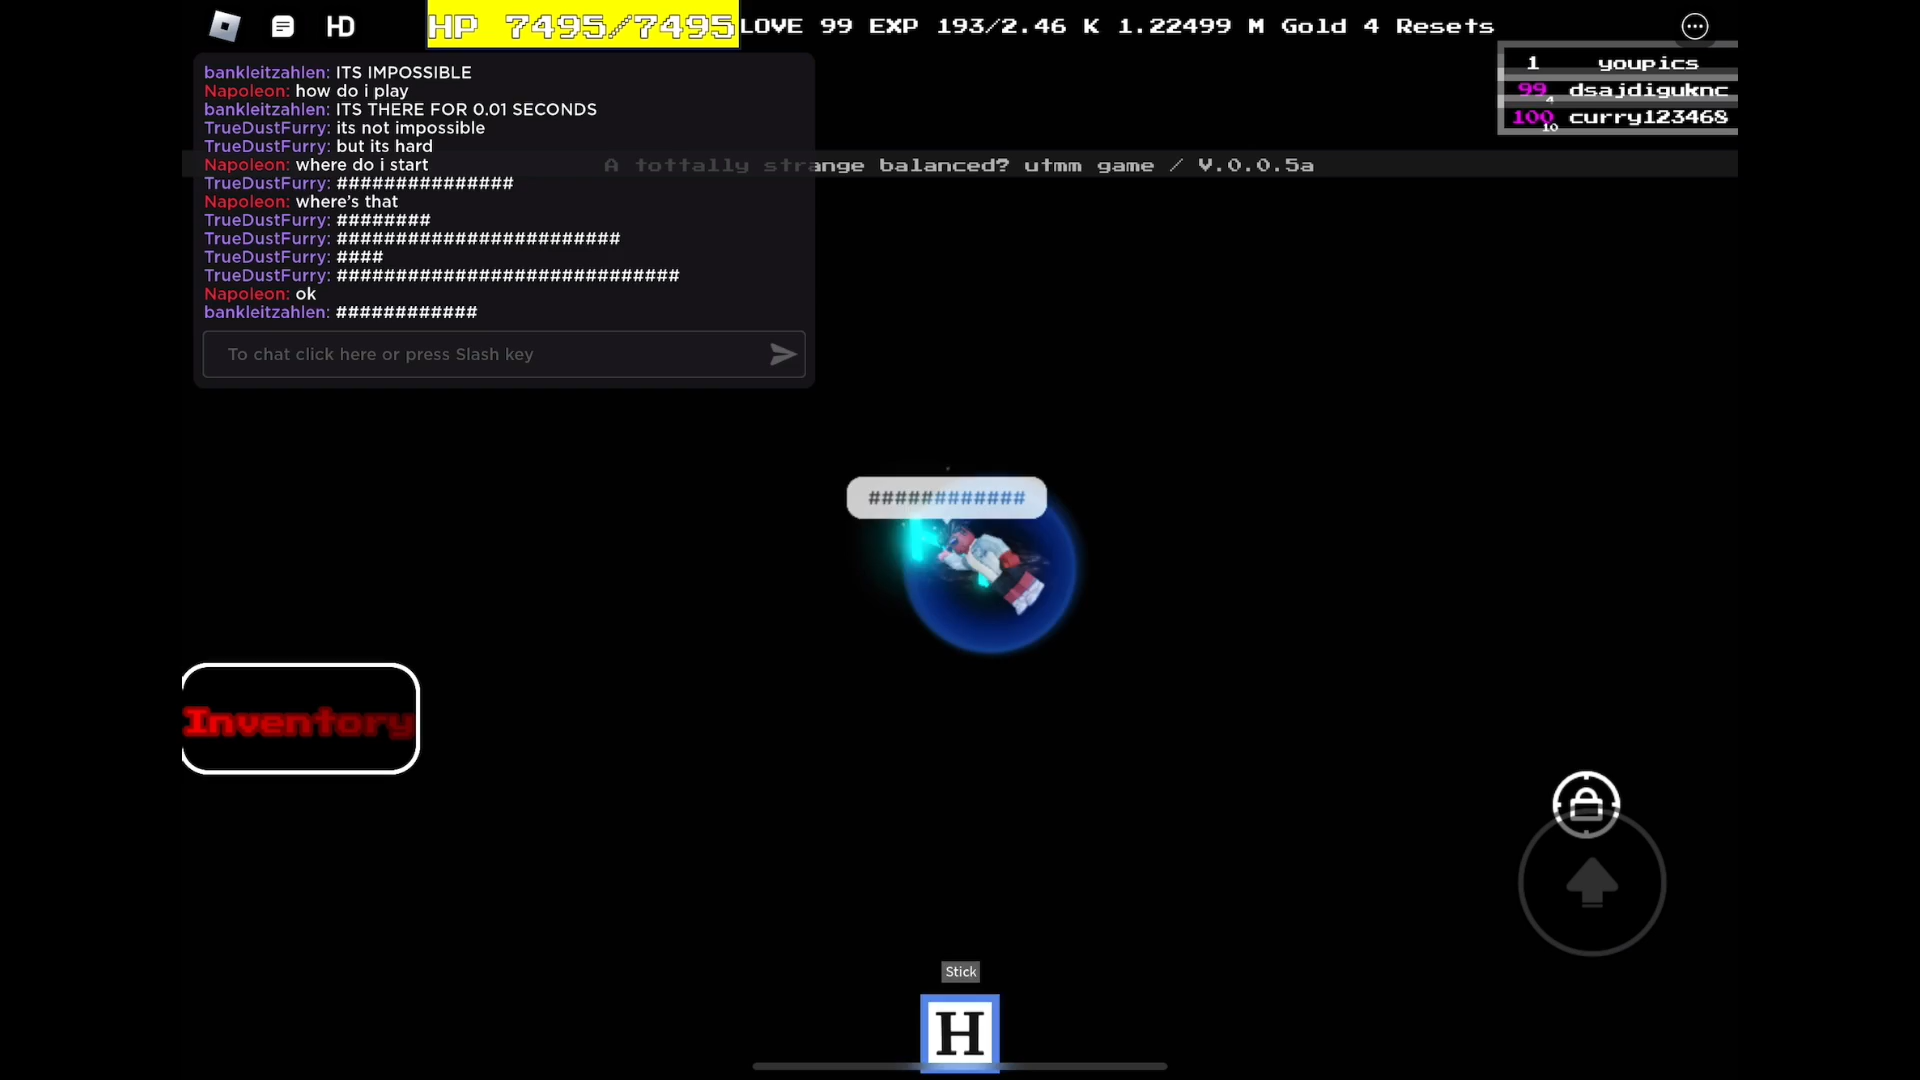 HD
HP 7495/7495 LOVE 99 EXP 193/2.46 K 1.22499 M Gold 4 Resets
1 youpics
99 4 dsajdiguknc
100 10 curry123468
bankleitzahlen: ITS IMPOSSIBLE
Napoleon: how do i play
bankleitzahlen: ITS THERE FOR 0.01 SECONDS
TrueDustFurry: its not impossible
TrueDustFurry: but its hard
Napoleon: where do i start
A tottally strange balanced? utmm game / V.0.0.5a
TrueDustFurry: ###############
Napoleon: where's that
TrueDustFurry: ########
TrueDustFurry: ########################
TrueDustFurry: ####
TrueDustFurry: #############################
Napoleon: ok
bankleitzahlen: ############
To chat click here or press Slash key
############
Inventory
Stick
H